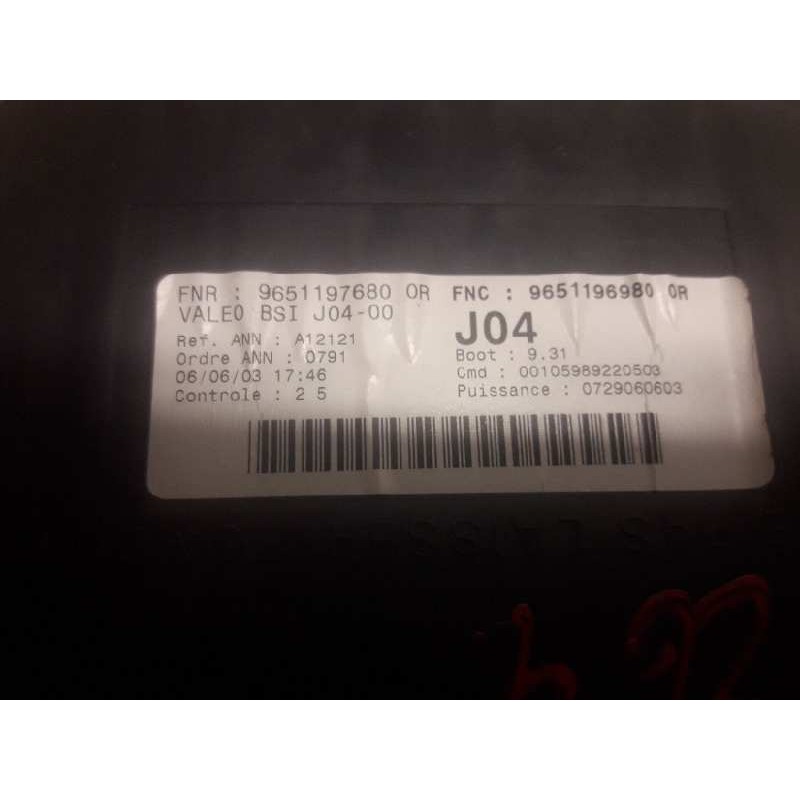 FNR : 9651197680 0R FNC : 9651196980 0R
VALEO BSI J04-00
J04
Ref. ANN : A12121
Boot : 9.31
Ordre ANN : 0791
Cmd : 00105989220503
06/06/03 17:46
Puissance : 0729060603
Controle : 2 5